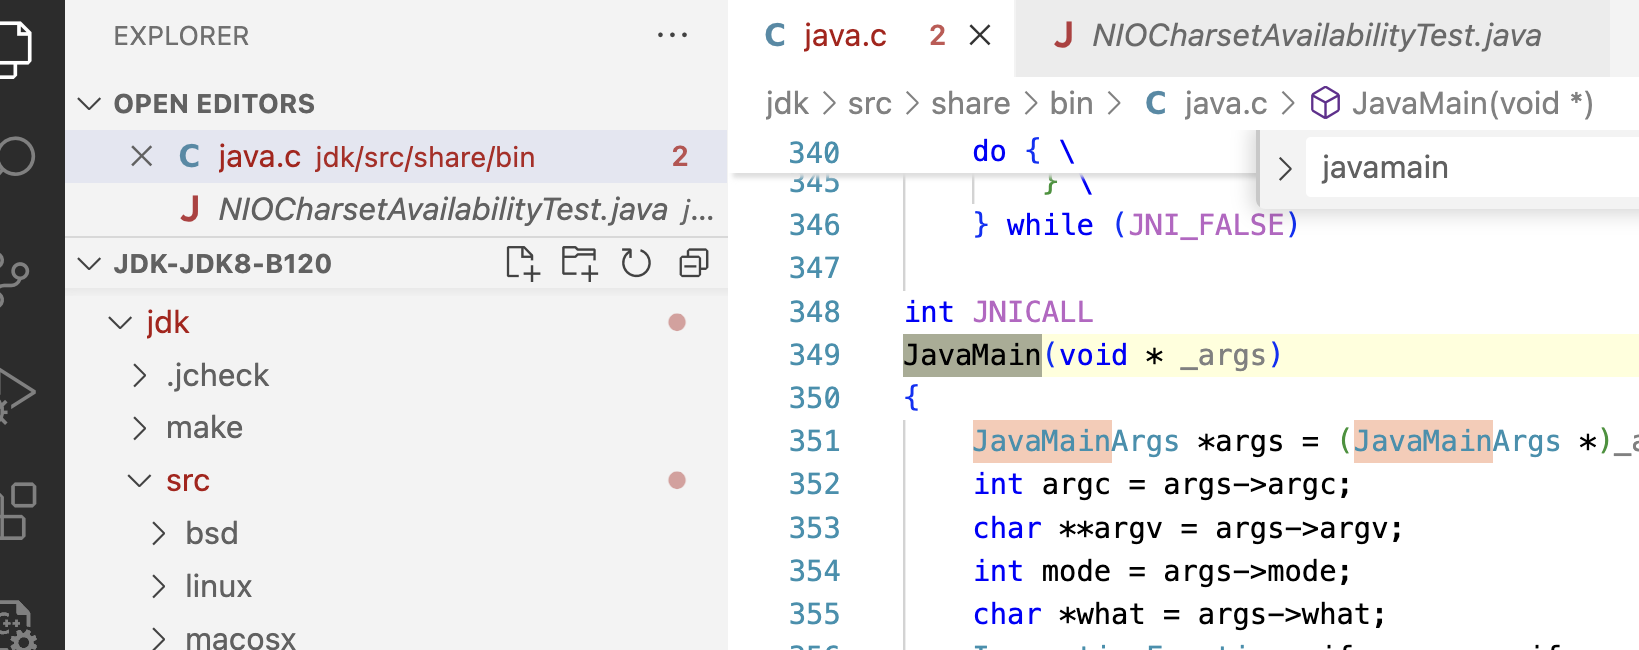 EXPLORER ...
OPEN EDITORS
C java.c jdk/src/share/bin 2
J NIOCharsetAvailabilityTest.java j...
JDK-JDK8-B120
jdk
.jcheck
make
src
bsd
linux
macosx
C java.c 2
J NIOCharsetAvailabilityTest.java
jdk > src > share > bin > C java.c > JavaMain(void *)
javamain
340 do { \
345 } \
346 } while (JNI_FALSE)
347
348 int JNICALL
349 JavaMain(void * _args)
350 {
351 JavaMainArgs *args = (JavaMainArgs *)
352 int argc = args->argc;
353 char **argv = args->argv;
354 int mode = args->mode;
355 char *what = args->what;